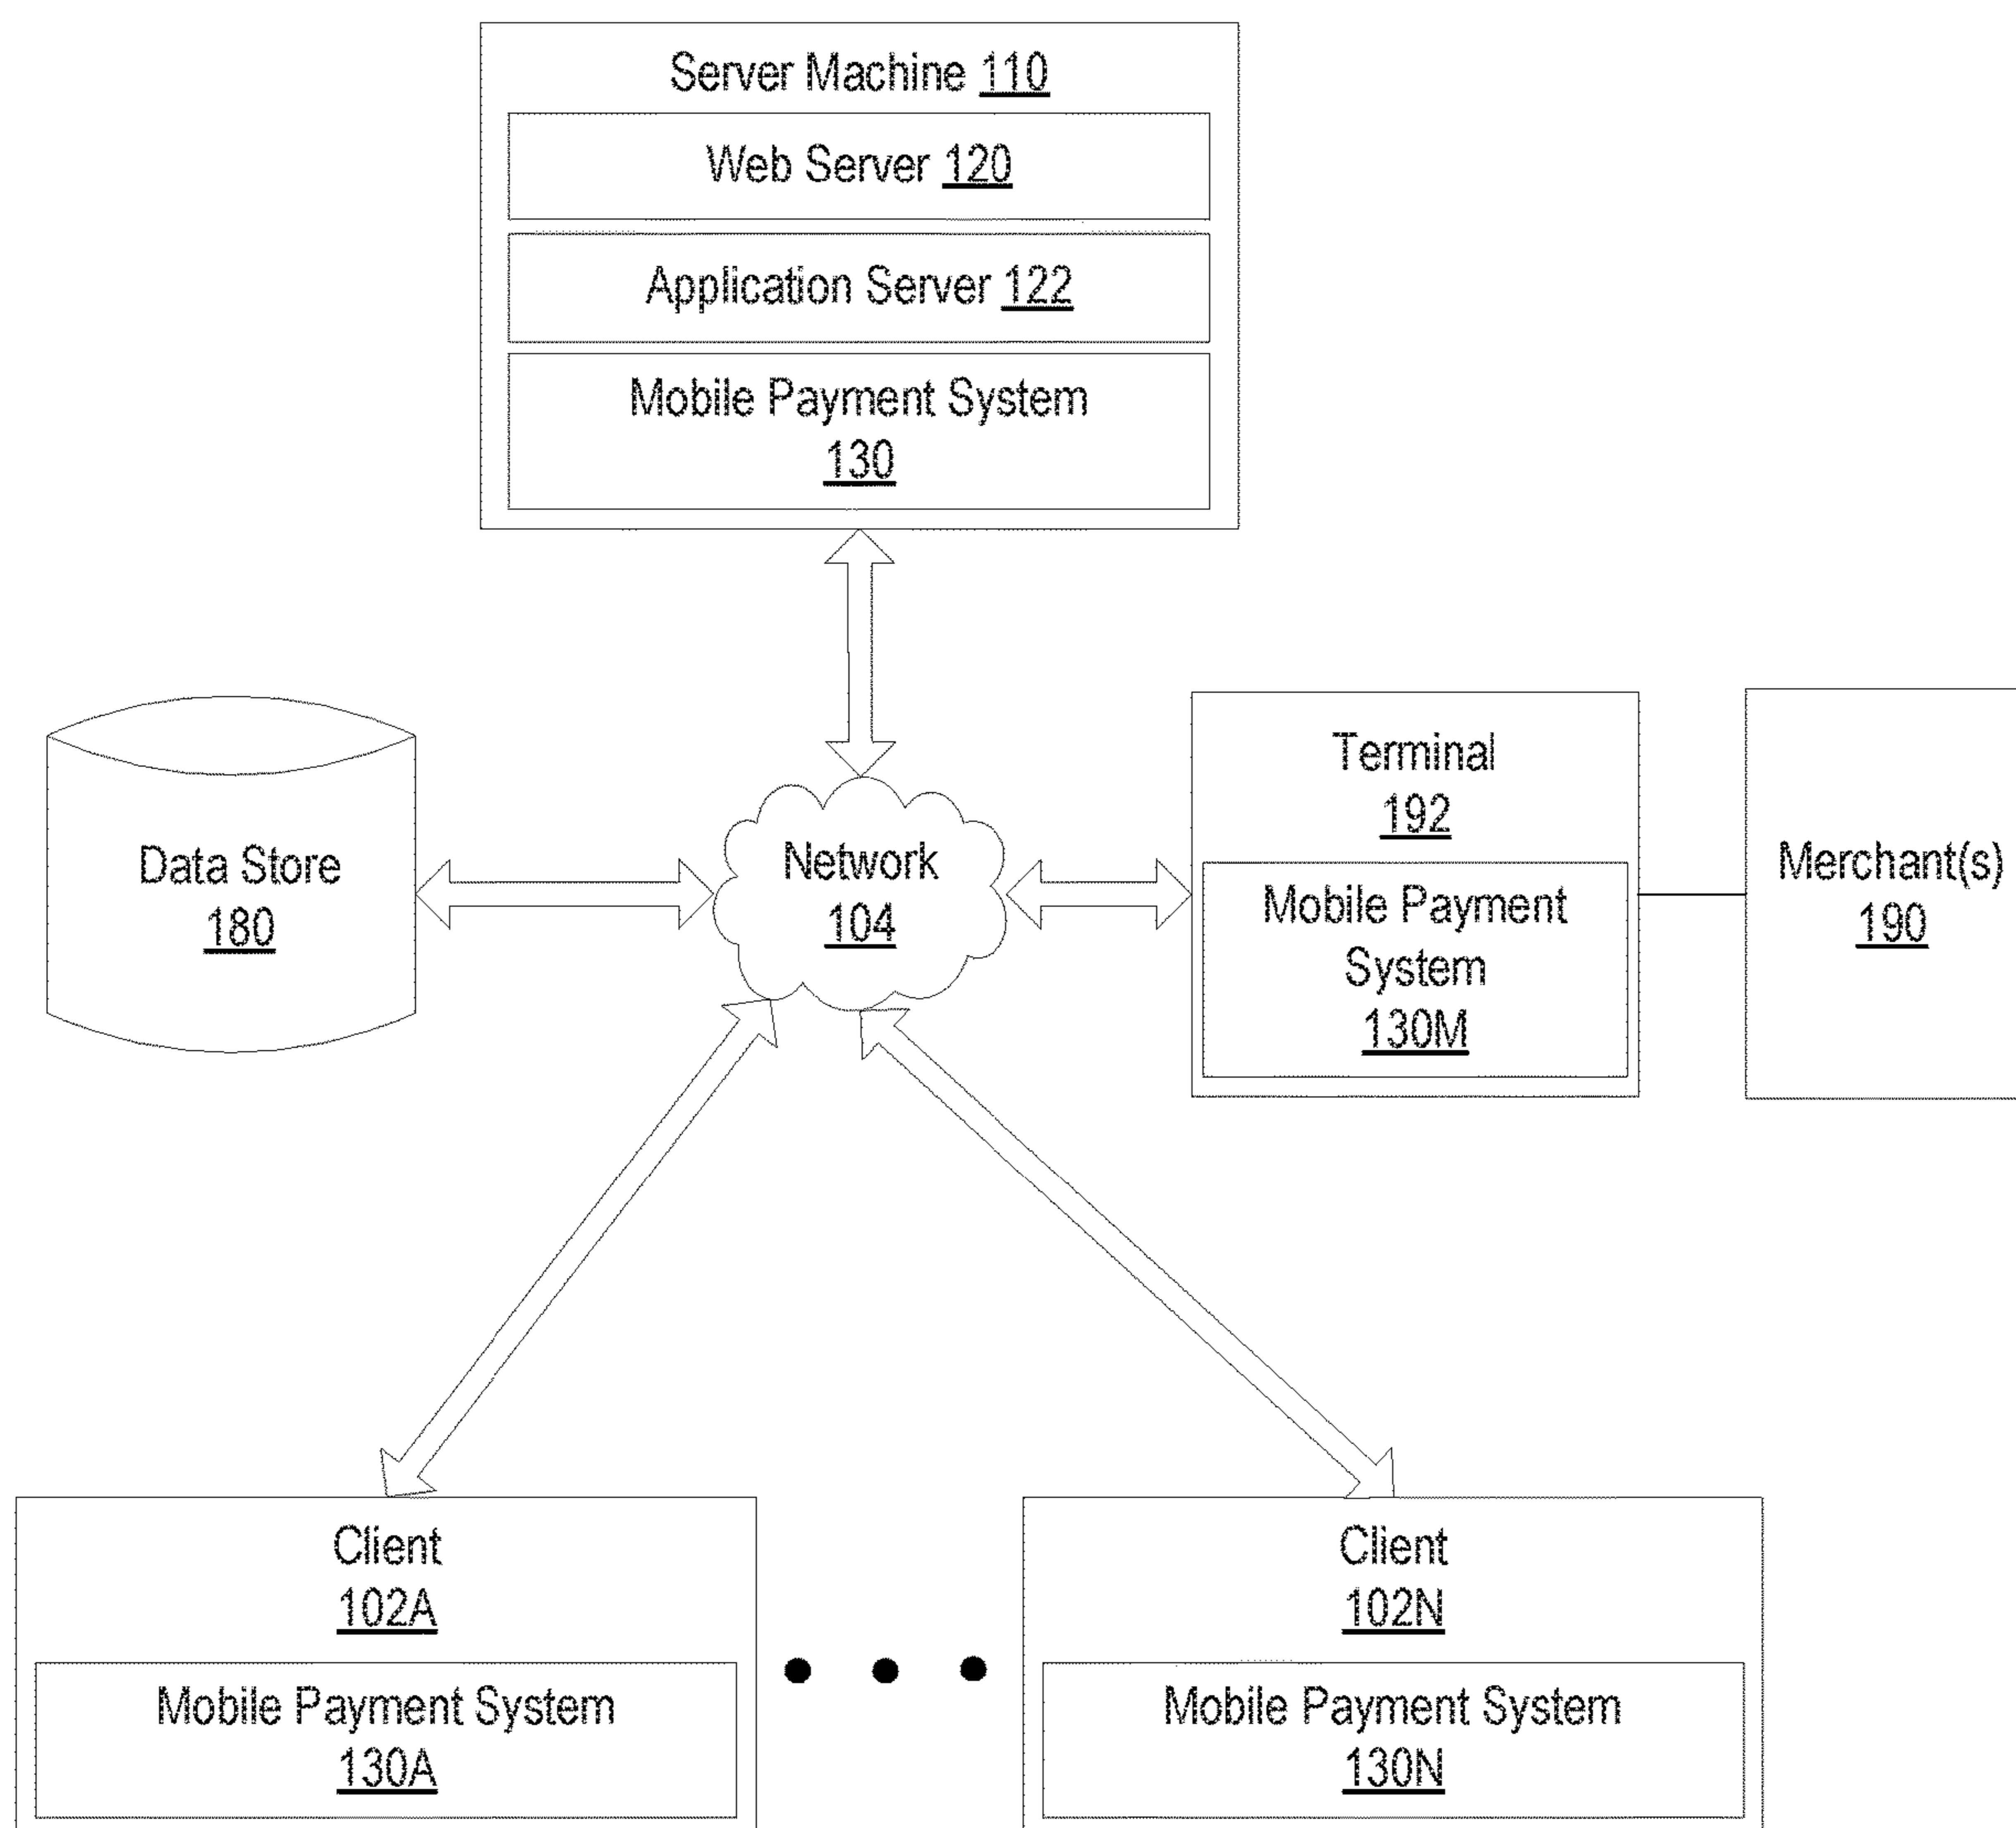 Server Machine 110
Web Server 120
Application Server 122
Mobile Payment System
130
Data Store
180
Network
104
Terminal
192
Mobile Payment
System
130M
Merchant(s)
190
Client
102A
Mobile Payment System
130A
Client
102N
Mobile Payment System
130N